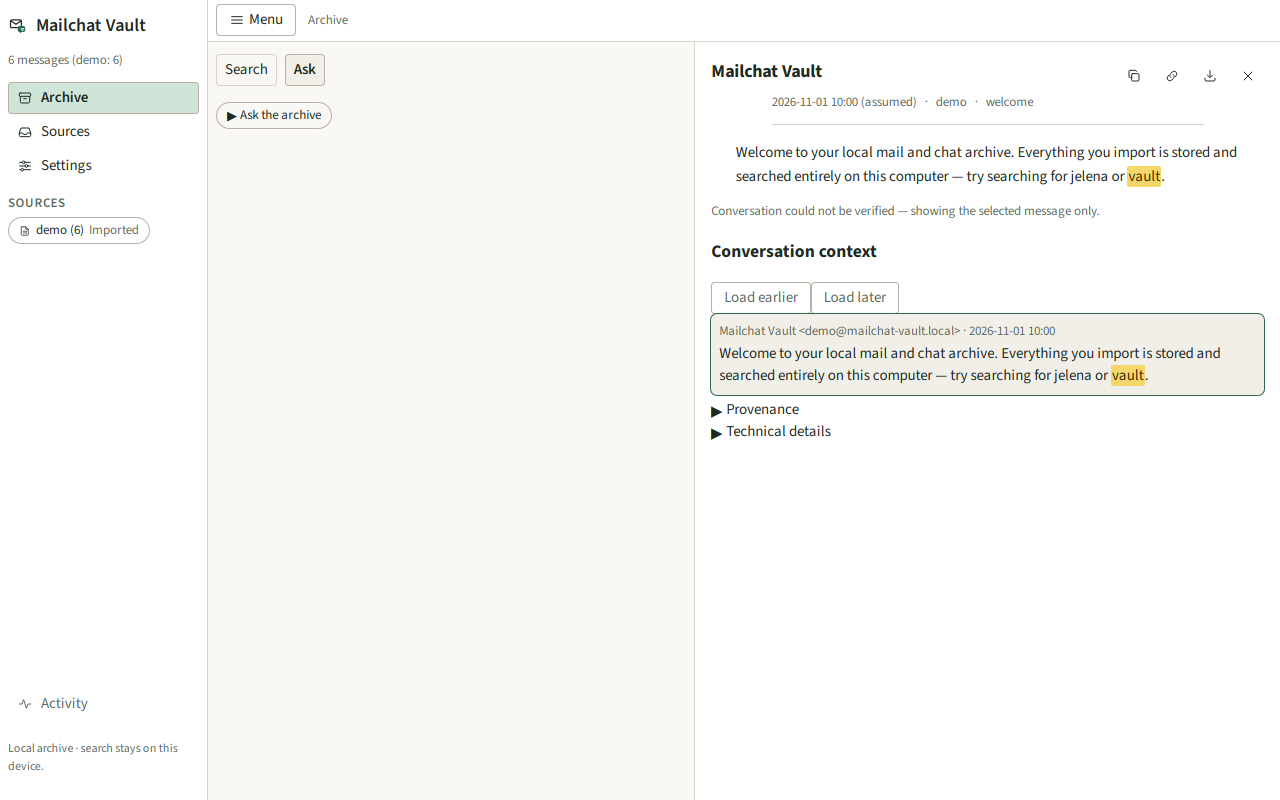 Mailchat Vault
6 messages (demo: 6)
Archive
Sources
Settings
SOURCES
demo (6) Imported
Activity
Local archive · search stays on this
device.
Menu
Archive
Search
Ask
▶ Ask the archive
Mailchat Vault
2026-11-01 10:00 (assumed) · demo · welcome
Welcome to your local mail and chat archive. Everything you import is stored and
searched entirely on this computer — try searching for jelena or vault.
Conversation could not be verified — showing the selected message only.
Conversation context
Load earlier
Load later
Mailchat Vault <demo@mailchat-vault.local> · 2026-11-01 10:00
Welcome to your local mail and chat archive. Everything you import is stored and
searched entirely on this computer — try searching for jelena or vault.
▶ Provenance
▶ Technical details